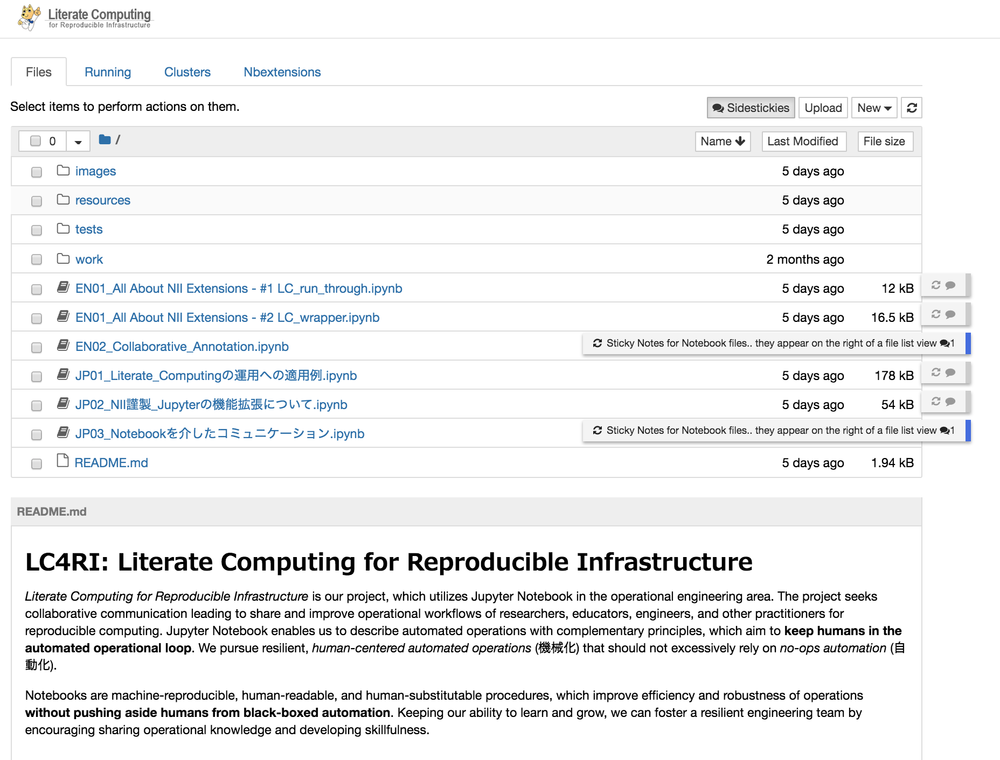 Literate Computing
for Reproducible Infrastructure
Files Running Clusters Nbextensions
Select items to perform actions on them. Sidestickies Upload New
0 / Name Last Modified File size
images 5 days ago
resources 5 days ago
tests 5 days ago
work 2 months ago
EN01_All About NII Extensions - #1 LC_run_through.ipynb 5 days ago 12 kB
EN01_All About NII Extensions - #2 LC_wrapper.ipynb 5 days ago 16.5 kB
EN02_Collaborative_Annotation.ipynb Sticky Notes for Notebook files.. they appear on the right of a file list view 1
JP01_Literate_Computingの運用への適用例.ipynb 5 days ago 178 kB
JP02_NII謹製_Jupyterの機能拡張について.ipynb 5 days ago 54 kB
JP03_Notebookを介したコミュニケーション.ipynb Sticky Notes for Notebook files.. they appear on the right of a file list view 1
README.md 5 days ago 1.94 kB
README.md
LC4RI: Literate Computing for Reproducible Infrastructure
Literate Computing for Reproducible Infrastructure is our project, which utilizes Jupyter Notebook in the operational engineering area. The project seeks
collaborative communication leading to share and improve operational workflows of researchers, educators, engineers, and other practitioners for
reproducible computing. Jupyter Notebook enables us to describe automated operations with complementary principles, which aim to keep humans in the
automated operational loop. We pursue resilient, human-centered automated operations (機械化) that should not excessively rely on no-ops automation (自
動化).
Notebooks are machine-reproducible, human-readable, and human-substitutable procedures, which improve efficiency and robustness of operations
without pushing aside humans from black-boxed automation. Keeping our ability to learn and grow, we can foster a resilient engineering team by
encouraging sharing operational knowledge and developing skillfulness.